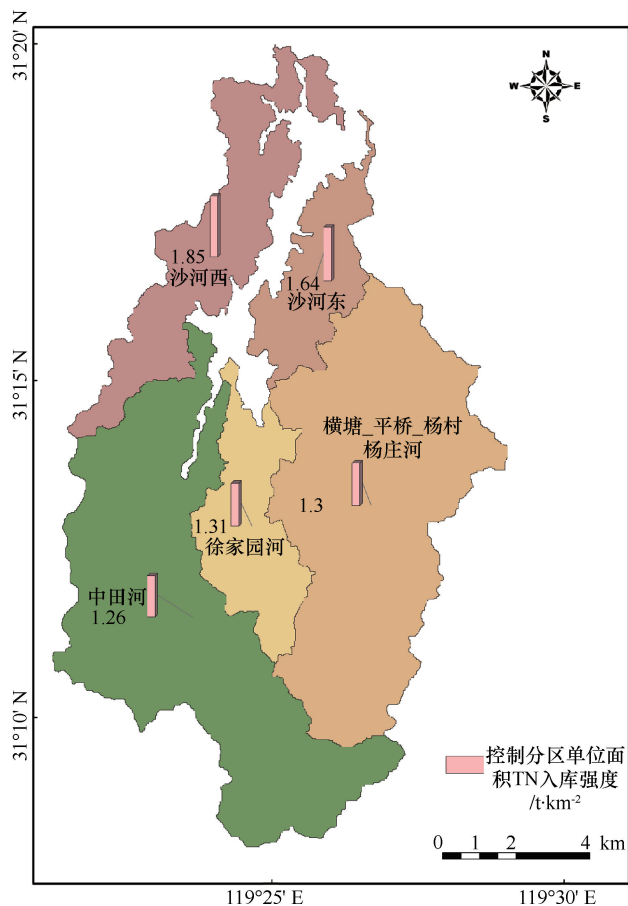 31°20′ N
N
W
E
S
1.85
沙河西
1.64
沙河东
31°15′ N
横塘_平桥_杨村
杨庄河
1.3
1.31
徐家园河
中田河
1.26
31°10′ N
控制分区单位面
积TN入库强度
/t·km⁻²
0 1 2 4 km
119°25′ E
119°30′ E